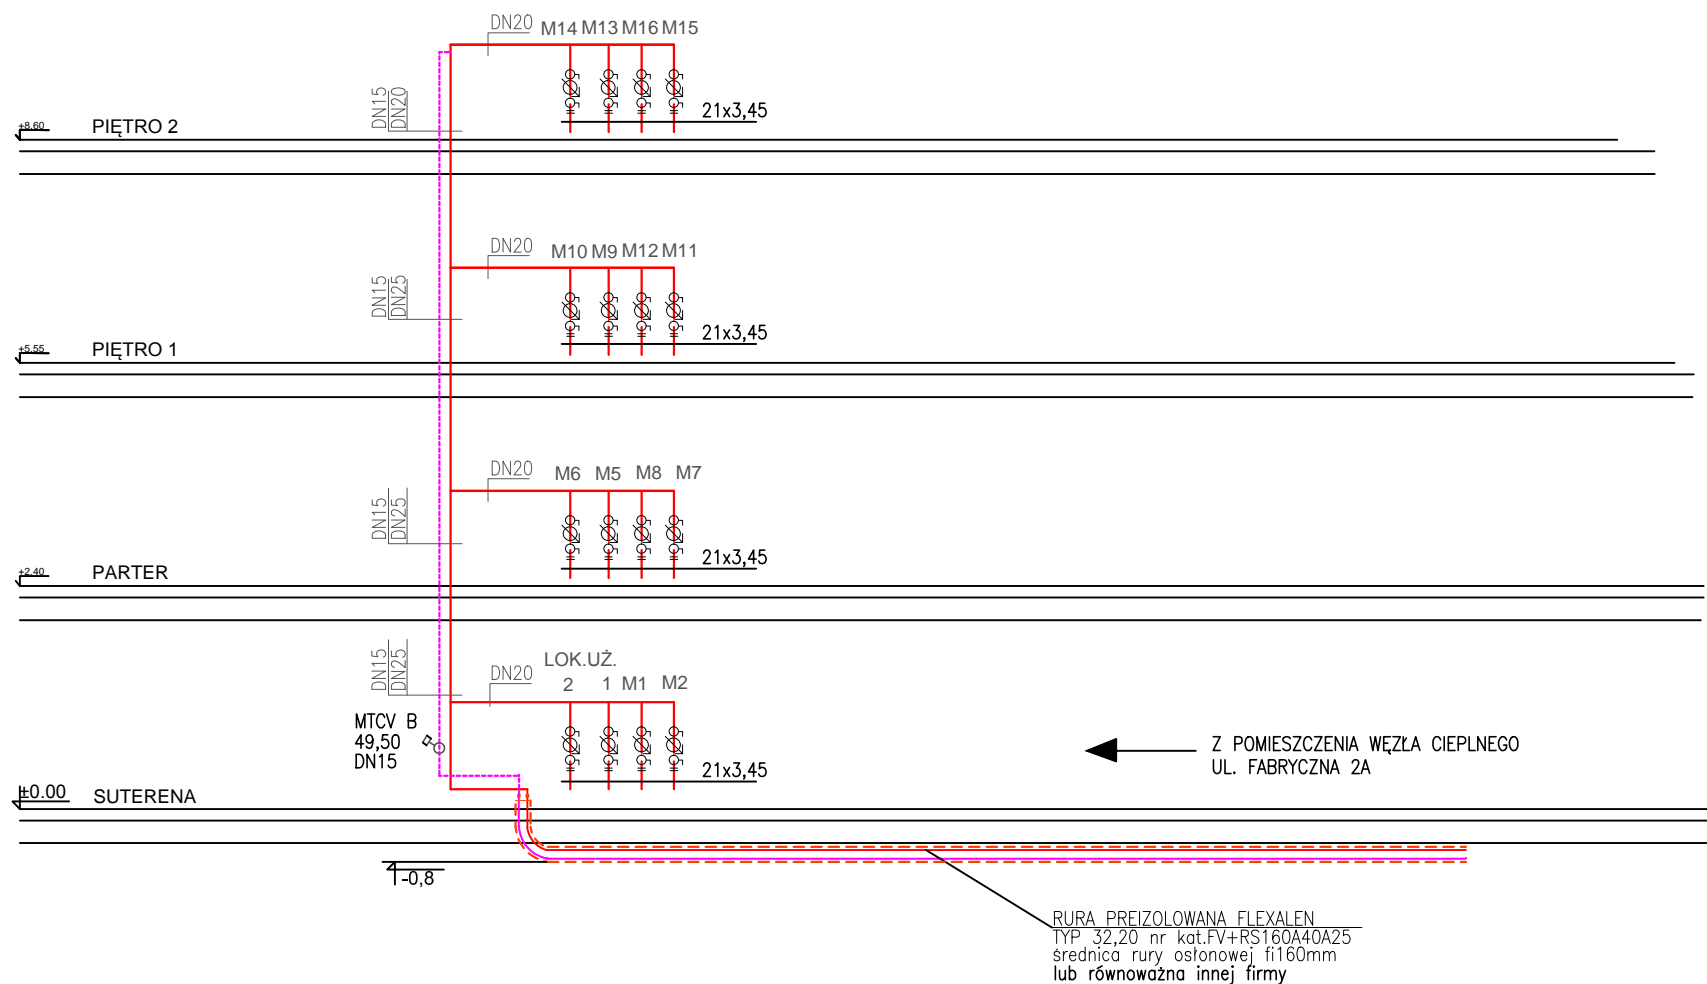 DN20 M14 M13 M16 M15
DN15
DN20
21x3,45
+8.60 PIĘTRO 2
DN20 M10 M9 M12 M11
DN15
DN25
21x3,45
+5.55 PIĘTRO 1
DN20 M6 M5 M8 M7
DN15
DN25
21x3,45
+2.40 PARTER
DN15
DN25
DN20 LOK.UŻ.
2 1 M1 M2
MTCV B
49,50
DN15
21x3,45
Z POMIESZCZENIA WĘZŁA CIEPLNEGO
UL. FABRYCZNA 2A
±0.00 SUTERENA
-0,8
RURA PREIZOLOWANA FLEXALEN
TYP 32,20 nr kat.FV+RS160A40A25
średnica rury osłonowej fi160mm
lub równoważna innej firmy